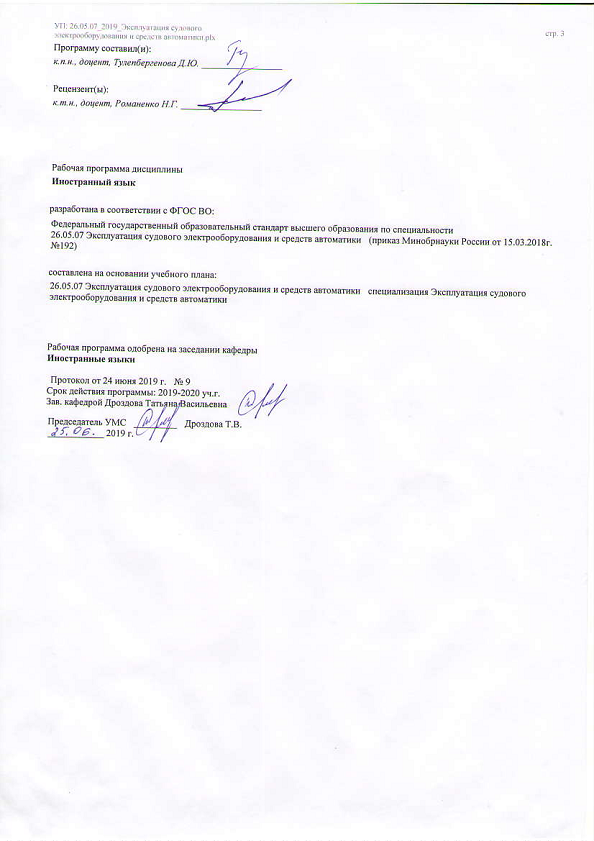 УП: 26.05.07_2019_Эксплуатация судового
электрооборудования и средств автоматики.plx
стр. 3
Программу составил(и):
к.п.н., доцент, Тулепбергенова Д.Ю.
Рецензент(ы):
к.т.н., доцент, Романенко Н.Г.
Рабочая программа дисциплины
Иностранный язык
разработана в соответствии с ФГОС ВО:
Федеральный государственный образовательный стандарт высшего образования по специальности
26.05.07 Эксплуатация судового электрооборудования и средств автоматики (приказ Минобрнауки России от 15.03.2018г.
№192)
составлена на основании учебного плана:
26.05.07 Эксплуатация судового электрооборудования и средств автоматики специализация Эксплуатация судового
электрооборудования и средств автоматики
Рабочая программа одобрена на заседании кафедры
Иностранные языки
Протокол от 24 июня 2019 г. № 9
Срок действия программы: 2019-2020 уч.г.
Зав. кафедрой Дроздова Татьяна Васильевна
Председатель УМС Дроздова Т.В.
25.06. 2019 г.